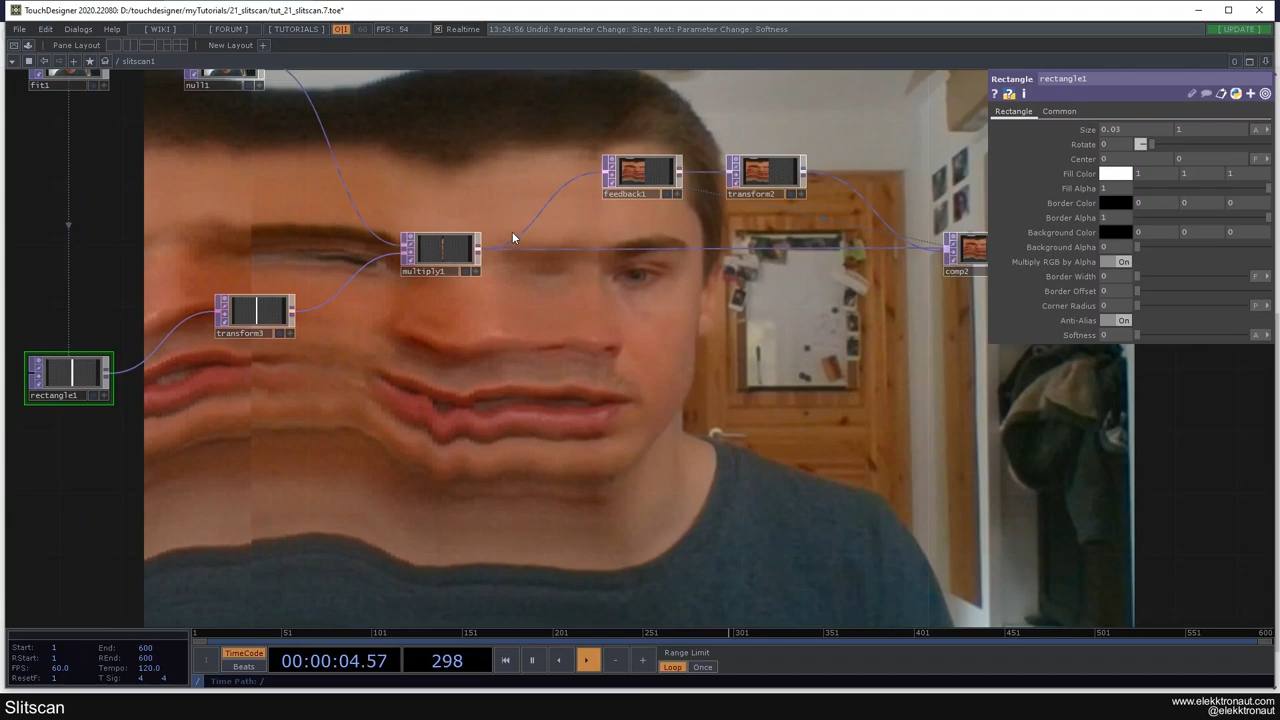 TouchDesigner 2020.22080: D:/touchdesigner/myTutorials/21_slitscan/tut_21_slitscan.7.toe*
File Edit Dialogs Help [ WIKI ] [ FORUM ] [ TUTORIALS ] O|I 60 FPS: 54 Realtime 13:24:56 Undid: Parameter Change: Size; Next: Parameter Change: Softness [ UPDATE ]
Pane Layout New Layout +
/ slitscan1 0
fit1
null1
feedback1
transform2
multiply1
comp2
transform3
rectangle1
Rectangle rectangle1
? ? i
Rectangle Common
Size 0.03 1 A
Rotate 0
Center 0 0 F
Fill Color 1 1 1
Fill Alpha 1
Border Color 0 0 0
Border Alpha 1
Background Color 0 0 0
Background Alpha 0
Multiply RGB by Alpha On
Border Width 0 F
Border Offset 0
Corner Radius 0 P
Anti-Alias On
Softness 0 A
1 51 101 151 201 251 301 351 401 451 501 551 600
Start: 1 End: 600
RStart: 1 REnd: 600
FPS: 60.0 Tempo: 120.0
ResetF: 1 T Sig: 4 4
TimeCode
Beats
00:00:04.57
298
Range Limit
Loop Once
/ Time Path: /
Slitscan
www.elekktronaut.com
@elekktronaut